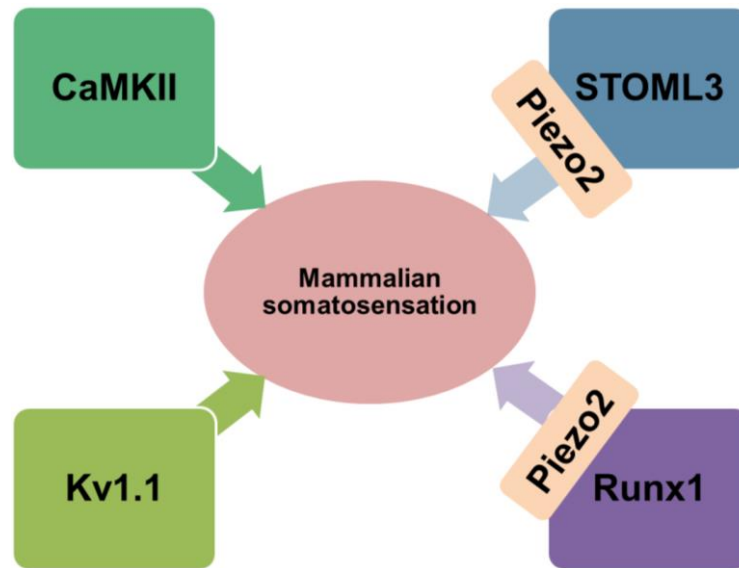 CaMKII
STOML3
Piezo2
Mammalian
somatosensation
Piezo2
Kv1.1
Runx1